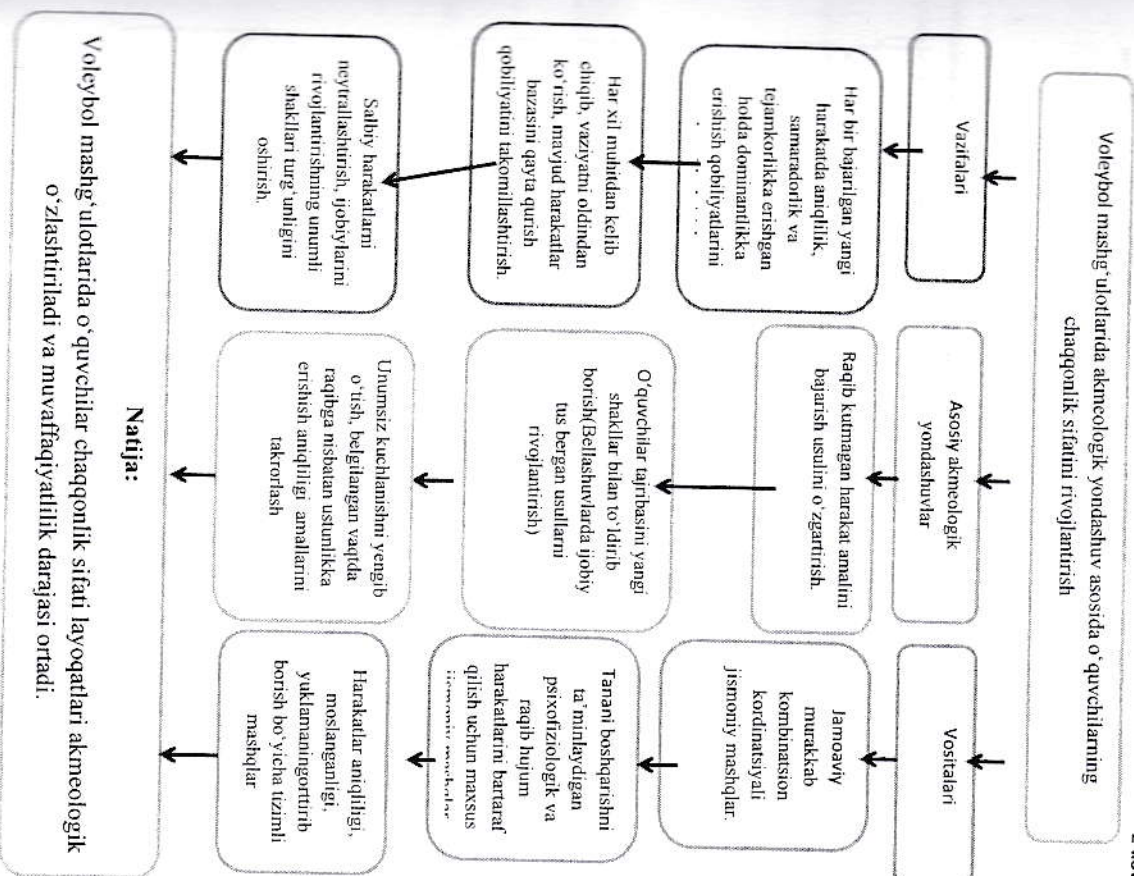 Voleybol mashg‘ulotlarida akmeologik yondashuv asosida o‘quvchilarning
chaqqonlik sifatini rivojlantirish
Vazifalari
Har bir bajarilgan yangi
harakatda aniqlilik,
samaradorlik va
tejamkorlikka erishgan
holda dominantlikka
erishish qobiliyatlarini
Har xil muhitdan kelib
chiqib, vaziyatni oldindan
ko‘rish, mavjud harakatlar
bazasini qayta qurish
qobiliyatini takomillashtirish.
Salbiy harakatlarni
neytrallashtirish, ijobiylarini
rivojlantirishning unumli
shakllari turg‘unligini
oshirish.
Asosiy akmeologik
yondashuvlar
Raqib kutmagan harakat amalini
bajarish usulini o‘zgartirish.
O‘quvchilar tajribasini yangi
shakllar bilan to‘ldirib
borish(Bellashuvlarda ijobiy
tus bergan usullarni
rivojlantirish)
Unumsiz kuchlanishni yengib
o‘tish, belgilangan vaqtda
raqibga nisbatan ustunlikka
erishish aniqliligi amallarini
takrorlash
Vositalari
Jamoaviy
murakkab
kombinatsion
kordinatsiyali
jismoniy mashqlar.
Tanani boshqarishni
ta’minlaydigan
psixofiziologik va
raqib hujum
harakatlarini bartaraf
qilish uchun maxsus
jismoniy mashqlar
Harakatlar aniqliligi,
moslanganligi,
yuklamaningorttirib
borish bo‘yicha tizimli
mashqlar
Natija:
Voleybol mashg‘ulotlarida o‘quvchilar chaqqonlik sifati layoqatlari akmeologik
o‘zlashtiriladi va muvaffaqiyatlilik darajasi ortadi.